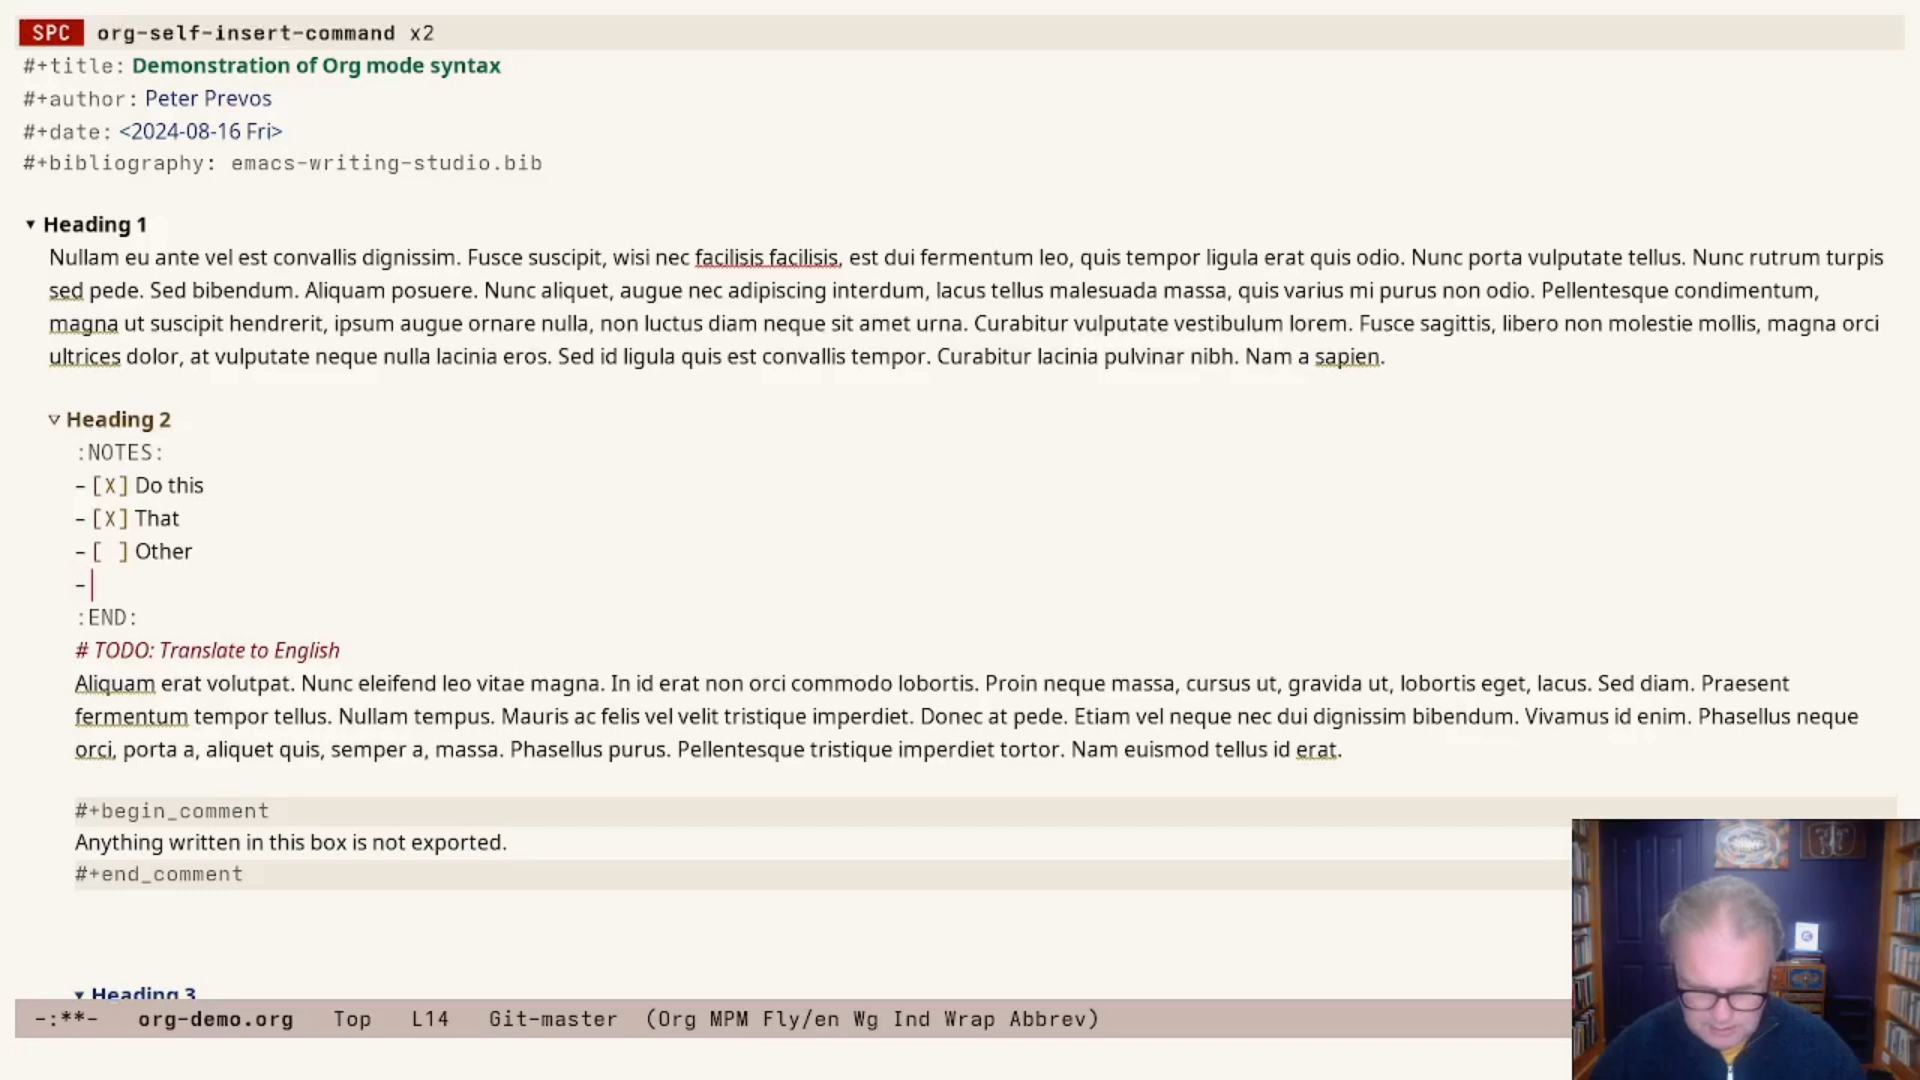 SPC org-self-insert-command x2
#+title: Demonstration of Org mode syntax
#+author: Peter Prevos
#+date: <2024-08-16 Fri>
#+bibliography: emacs-writing-studio.bib
▾ Heading 1
Nullam eu ante vel est convallis dignissim. Fusce suscipit, wisi nec facilisis facilisis, est dui fermentum leo, quis tempor ligula erat quis odio. Nunc porta vulputate tellus. Nunc rutrum turpis
sed pede. Sed bibendum. Aliquam posuere. Nunc aliquet, augue nec adipiscing interdum, lacus tellus malesuada massa, quis varius mi purus non odio. Pellentesque condimentum,
magna ut suscipit hendrerit, ipsum augue ornare nulla, non luctus diam neque sit amet urna. Curabitur vulputate vestibulum lorem. Fusce sagittis, libero non molestie mollis, magna orci
ultrices dolor, at vulputate neque nulla lacinia eros. Sed id ligula quis est convallis tempor. Curabitur lacinia pulvinar nibh. Nam a sapien.
▿ Heading 2
:NOTES:
– [X] Do this
– [X] That
– [ ] Other
–
:END:
# TODO: Translate to English
Aliquam erat volutpat. Nunc eleifend leo vitae magna. In id erat non orci commodo lobortis. Proin neque massa, cursus ut, gravida ut, lobortis eget, lacus. Sed diam. Praesent
fermentum tempor tellus. Nullam tempus. Mauris ac felis vel velit tristique imperdiet. Donec at pede. Etiam vel neque nec dui dignissim bibendum. Vivamus id enim. Phasellus neque
orci, porta a, aliquet quis, semper a, massa. Phasellus purus. Pellentesque tristique imperdiet tortor. Nam euismod tellus id erat.
#+begin_comment
Anything written in this box is not exported.
#+end_comment
▾ Heading 3
-:**- org-demo.org Top L14 Git-master (Org MPM Fly/en Wg Ind Wrap Abbrev)